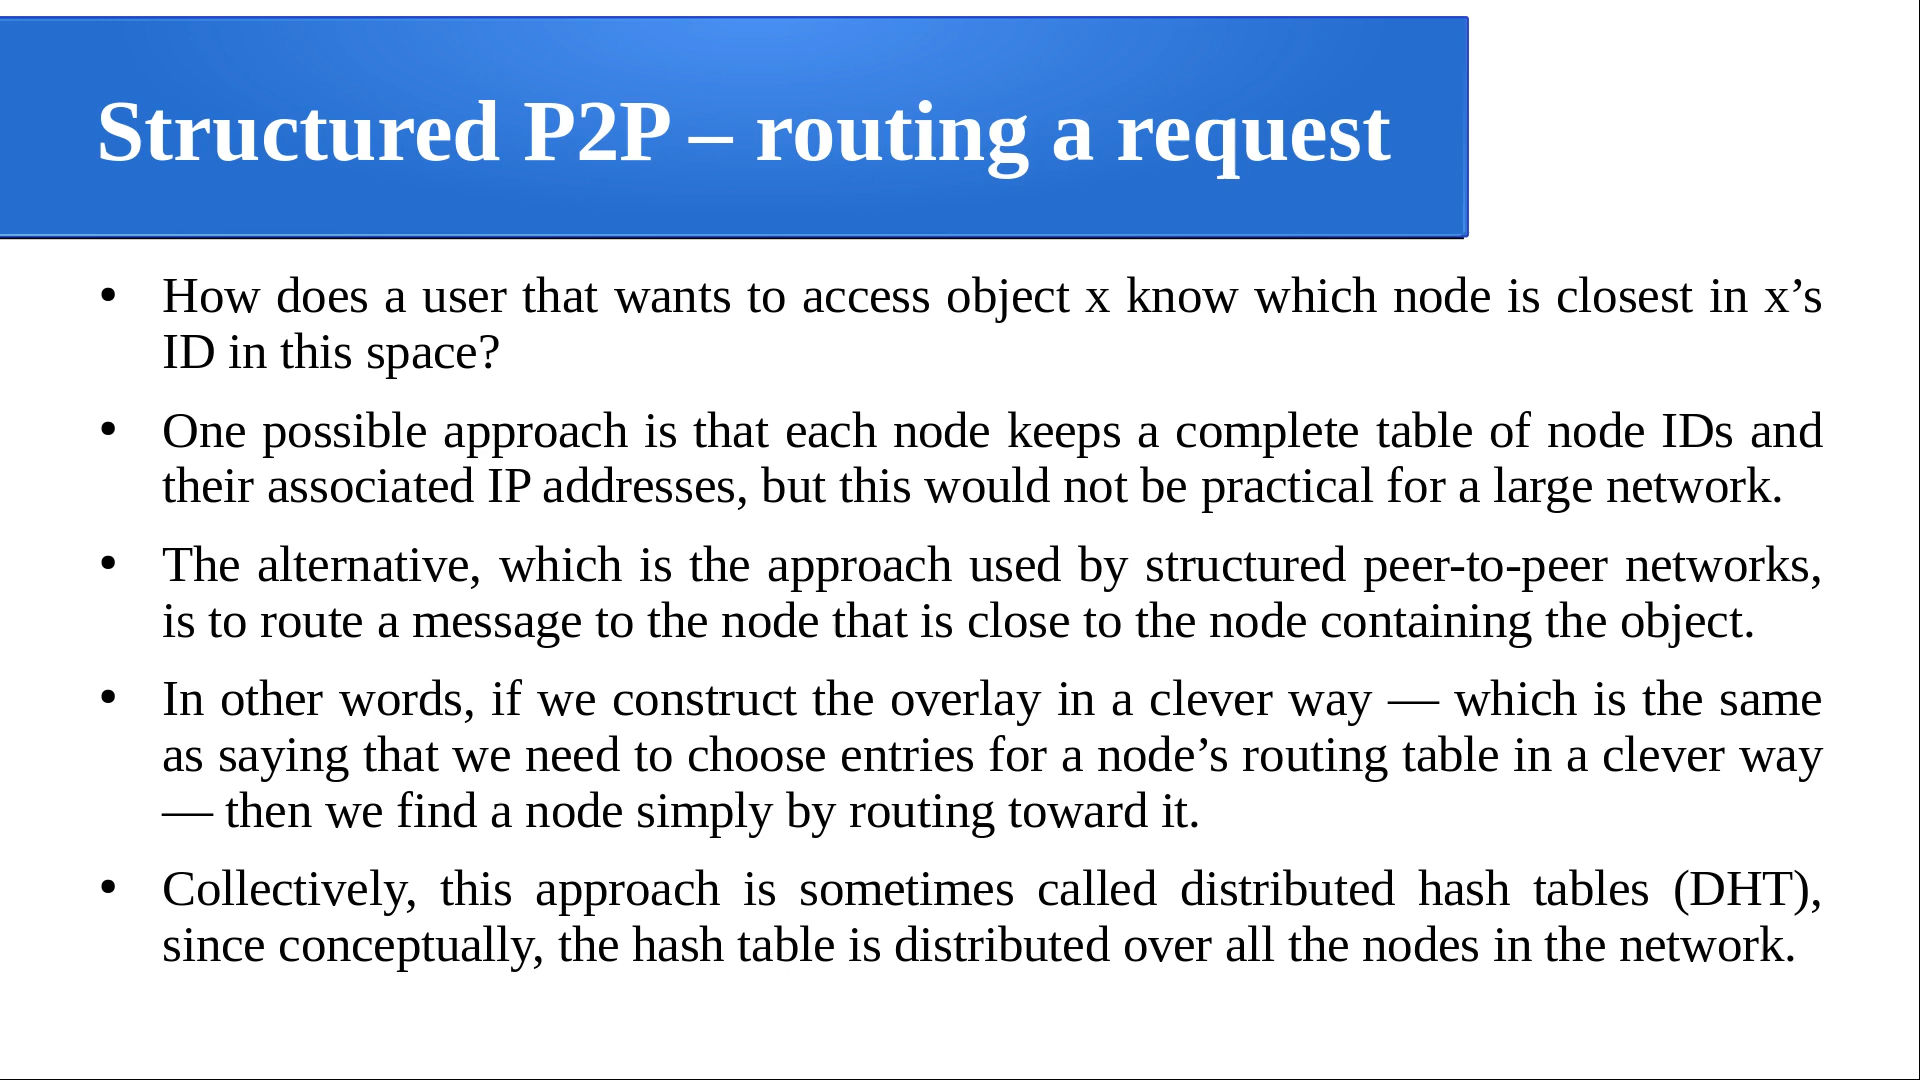 Structured P2P – routing a request
• How does a user that wants to access object x know which node is closest in x’s
ID in this space?
• One possible approach is that each node keeps a complete table of node IDs and
their associated IP addresses, but this would not be practical for a large network.
• The alternative, which is the approach used by structured peer-to-peer networks,
is to route a message to the node that is close to the node containing the object.
• In other words, if we construct the overlay in a clever way — which is the same
as saying that we need to choose entries for a node’s routing table in a clever way
— then we find a node simply by routing toward it.
• Collectively, this approach is sometimes called distributed hash tables (DHT),
since conceptually, the hash table is distributed over all the nodes in the network.